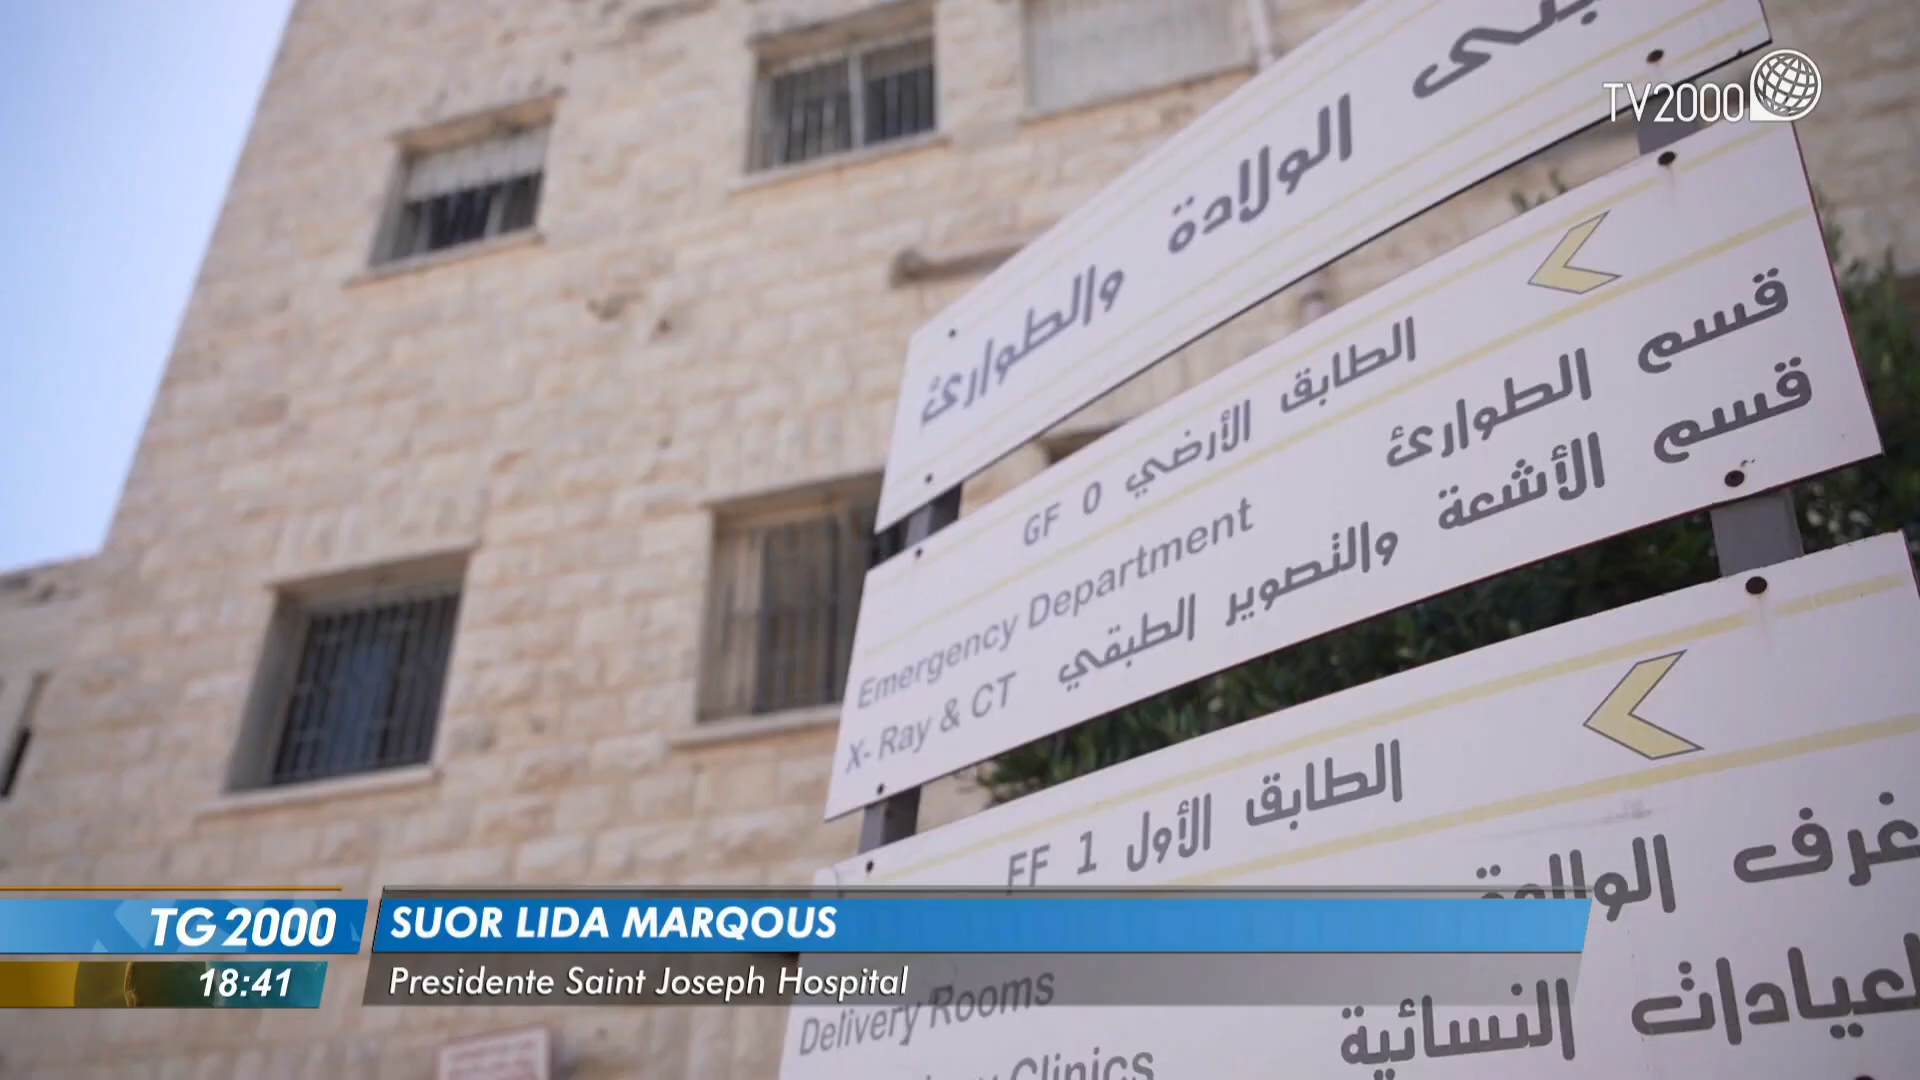 TV2000
الولادة والطوارئ
الطابق الأرضي GF 0
قسم الطوارئ
Emergency Department
قسم الأشعة والتصوير الطبقي
X- Ray & CT
الطابق الأول FF 1
غرف الولادة
Delivery Rooms
العيادات النسائية
Clinics
TG 2000
18:41
SUOR LIDA MARQOUS
Presidente Saint Joseph Hospital